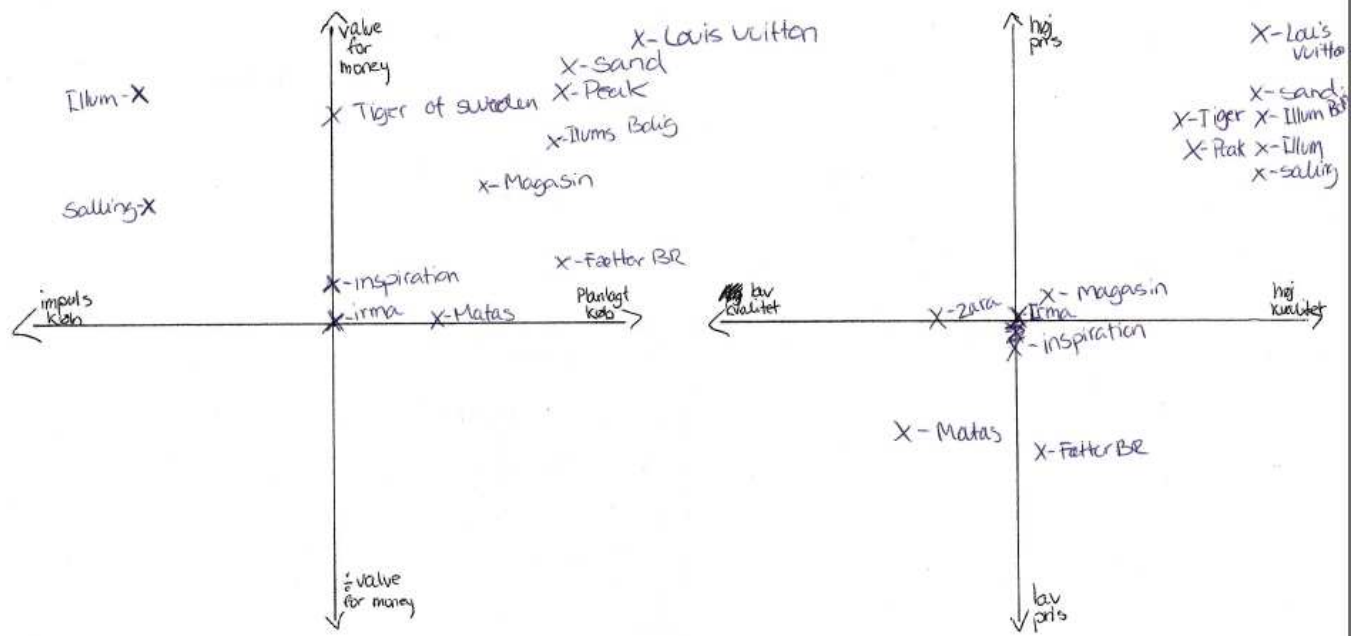 value
for
money
X-Louis Vuitton
X-Sand
X-Peak
Illum-X
X Tiger of sweden
X-Illums Bolig
X-Magasin
Salling-X
X-Fætter BR
X-inspiration
impuls
køb
X-irma
X-Matas
Planlagt
køb
÷ value
for money
høj
pris
X-Louis
Vuitton
X-Sand
X-Tiger
X-Illum Bolig
X-Peak
X-Illum
X-Salling
X-Magasin
lav
kvalitet
X-Zara
X Irma
høj
kvalitet
X-inspiration
X-Matas
X-Fætter BR
lav
pris